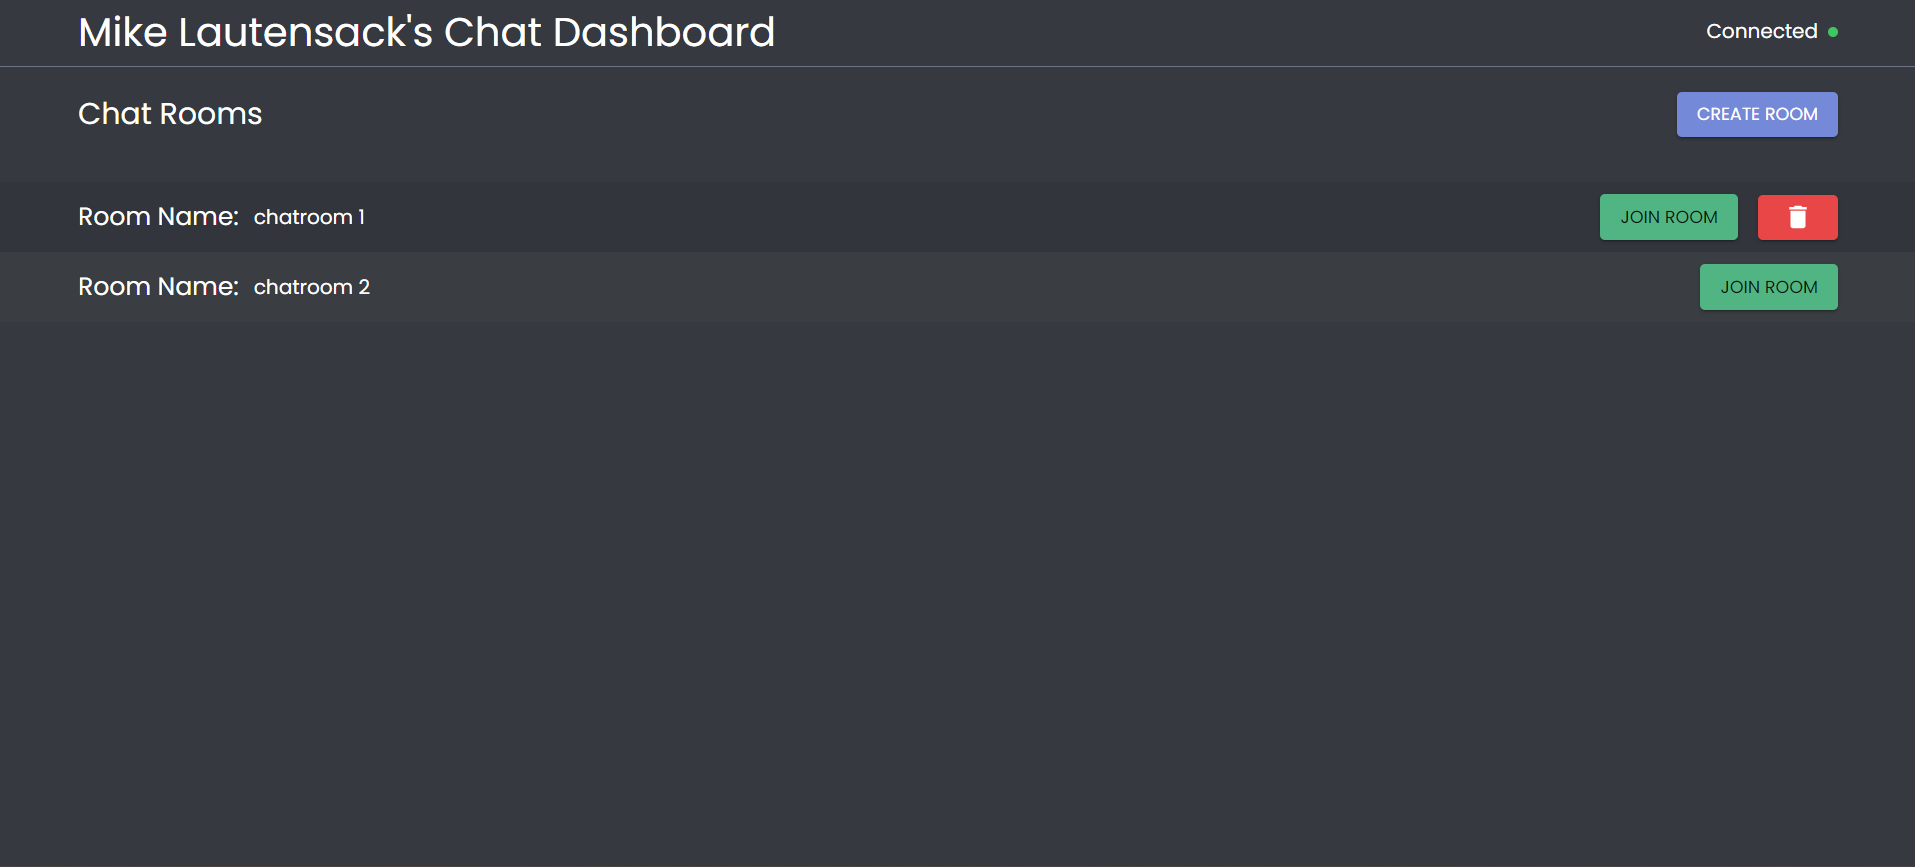 Mike Lautensack's Chat Dashboard
Connected
Chat Rooms
CREATE ROOM
Room Name: chatroom 1
JOIN ROOM
Room Name: chatroom 2
JOIN ROOM